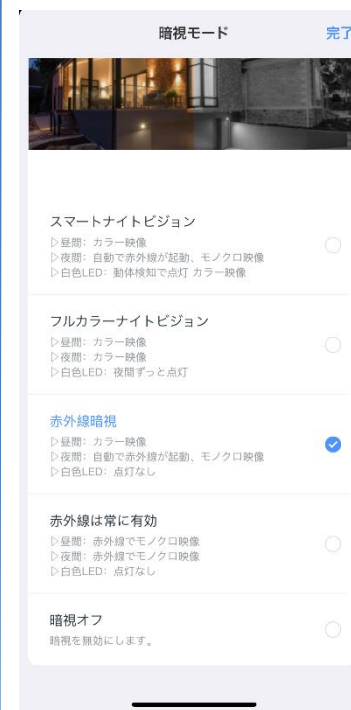 暗視モード
完了
スマートナイトビジョン
▷昼間: カラー映像
▷夜間: 自動で赤外線が起動、モノクロ映像
▷白色LED: 動体検知で点灯 カラー映像
フルカラーナイトビジョン
▷昼間: カラー映像
▷夜間: カラー映像
▷白色LED: 夜間ずっと点灯
赤外線暗視
▷昼間: カラー映像
▷夜間: 自動で赤外線が起動、モノクロ映像
▷白色LED: 点灯なし
赤外線は常に有効
▷昼間: 赤外線でモノクロ映像
▷夜間: 赤外線でモノクロ映像
▷白色LED: 点灯なし
暗視オフ
暗視を無効にします。